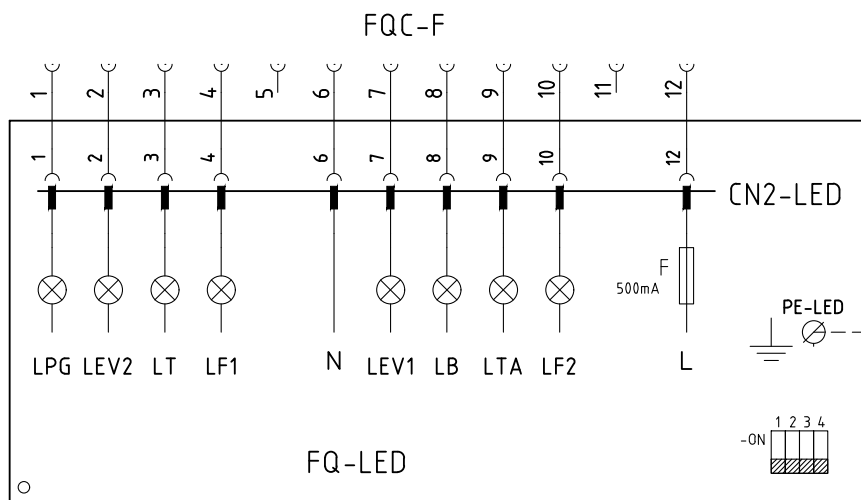 FQC-F
1 2 3 4 5 6 7 8 9 10 11 12
1 2 3 4 6 7 8 9 10 12
CN2-LED
F
500mA
PE-LED
LPG LEV2 LT LF1 N LEV1 LB LTA LF2 L
1 2 3 4
-ON
FQ-LED